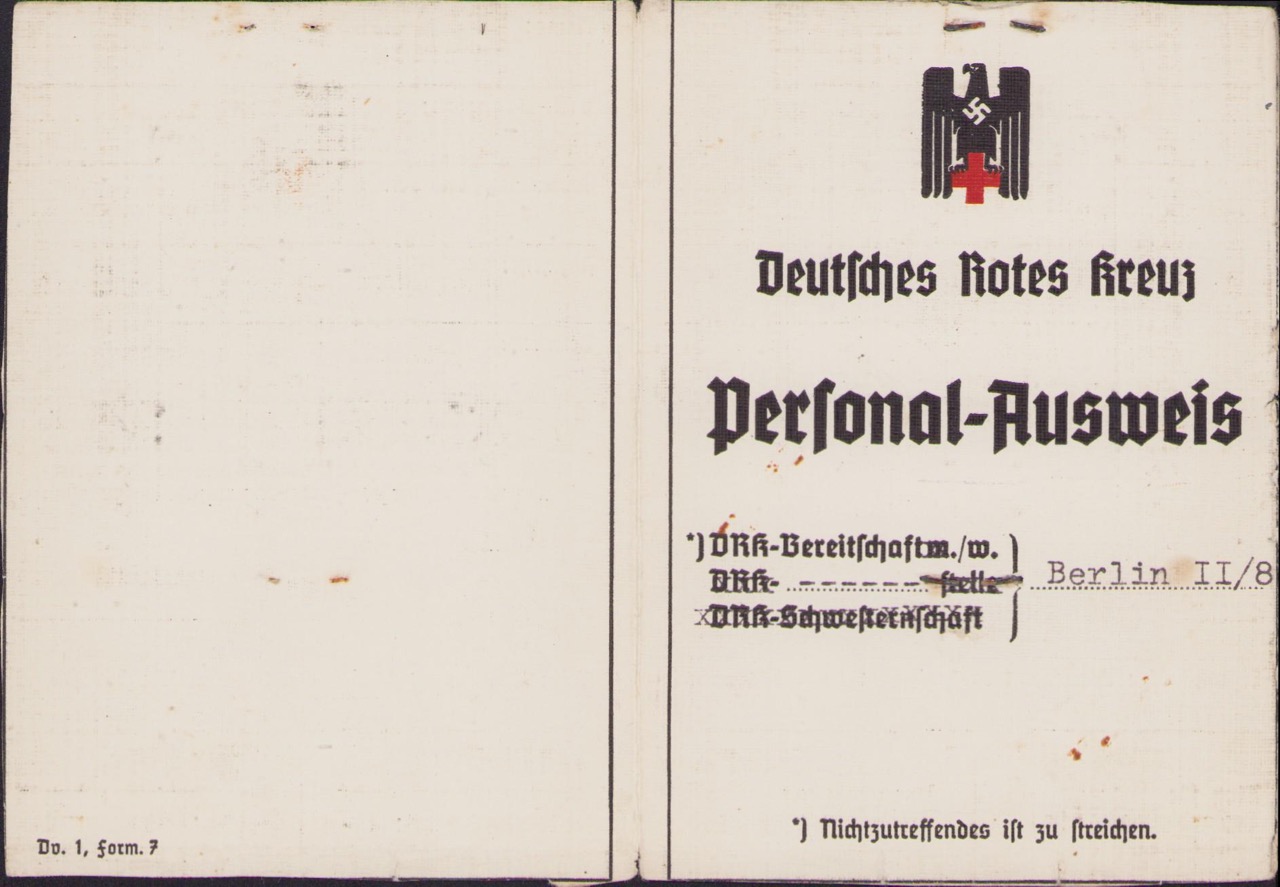 Dv. 1, Form. 7
Deutsches Rotes Kreuz
Personal-Ausweis
*) DRK-Bereitschaft m./w.
DRK- ------- stelle
DRK-Schwesternschaft
Berlin II/8
*) Nichtzutreffendes ist zu streichen.